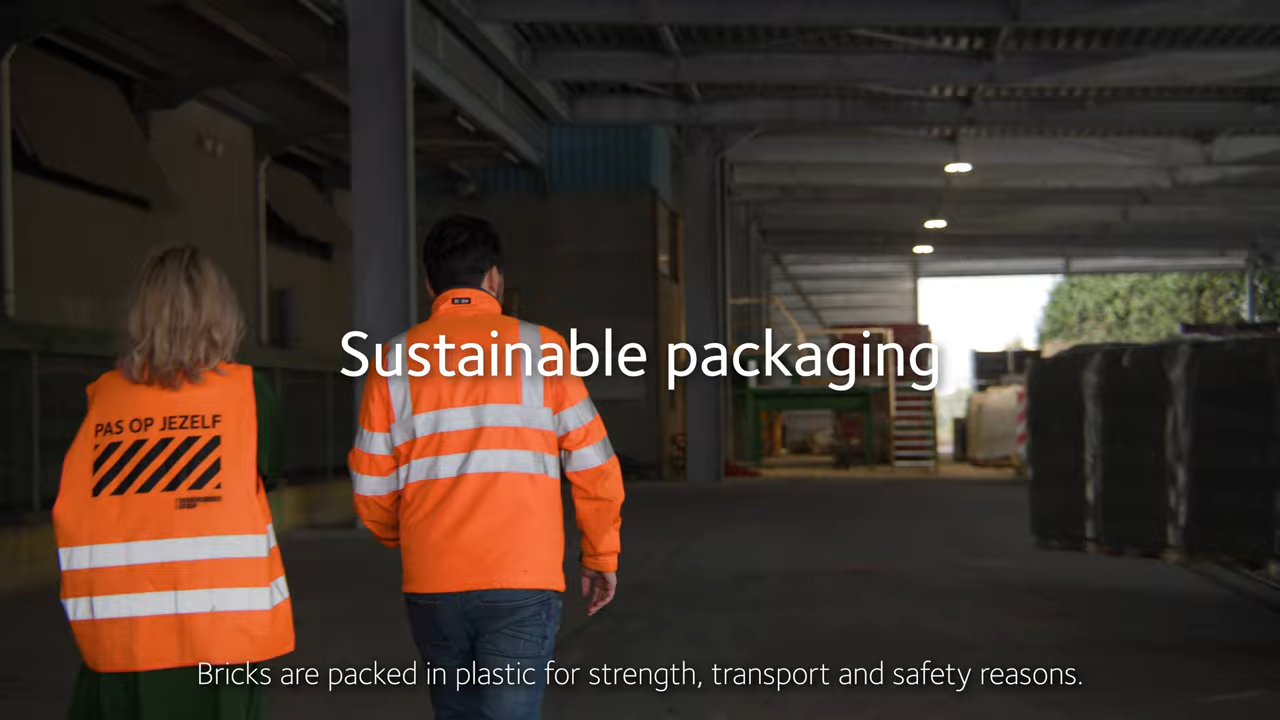 Sustainable packaging
PAS OP JEZELF
Bricks are packed in plastic for strength, transport and safety reasons.